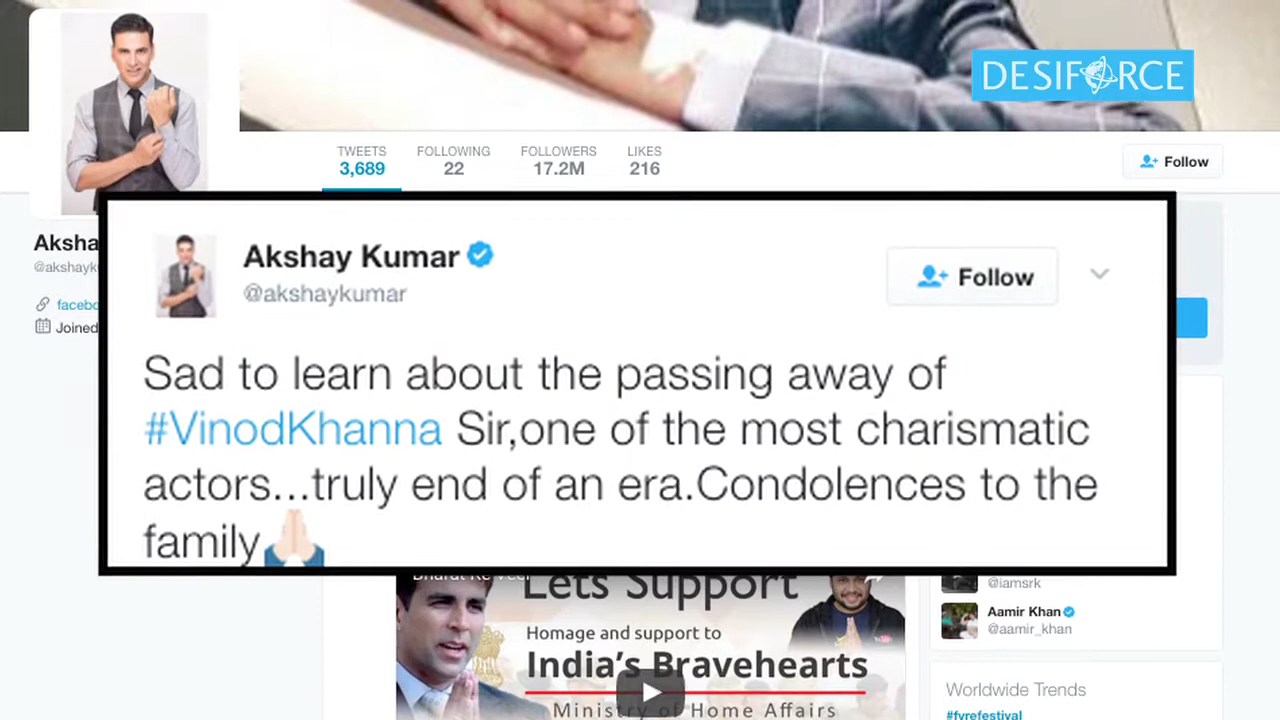 DESIFORCE
TWEETS FOLLOWING FOLLOWERS LIKES
3,689 22 17.2M 216
Follow
Aksha
@akshayk
facebo
Joined
Akshay Kumar
@akshaykumar
Follow
Sad to learn about the passing away of
#VinodKhanna Sir,one of the most charismatic
actors...truly end of an era.Condolences to the
family🙏🏻
Bharat Ke Veer
Lets Support
Homage and support to
India's Bravehearts
Ministry of Home Affairs
@iamsrk
Aamir Khan
@aamir_khan
Worldwide Trends
#fyrefestival